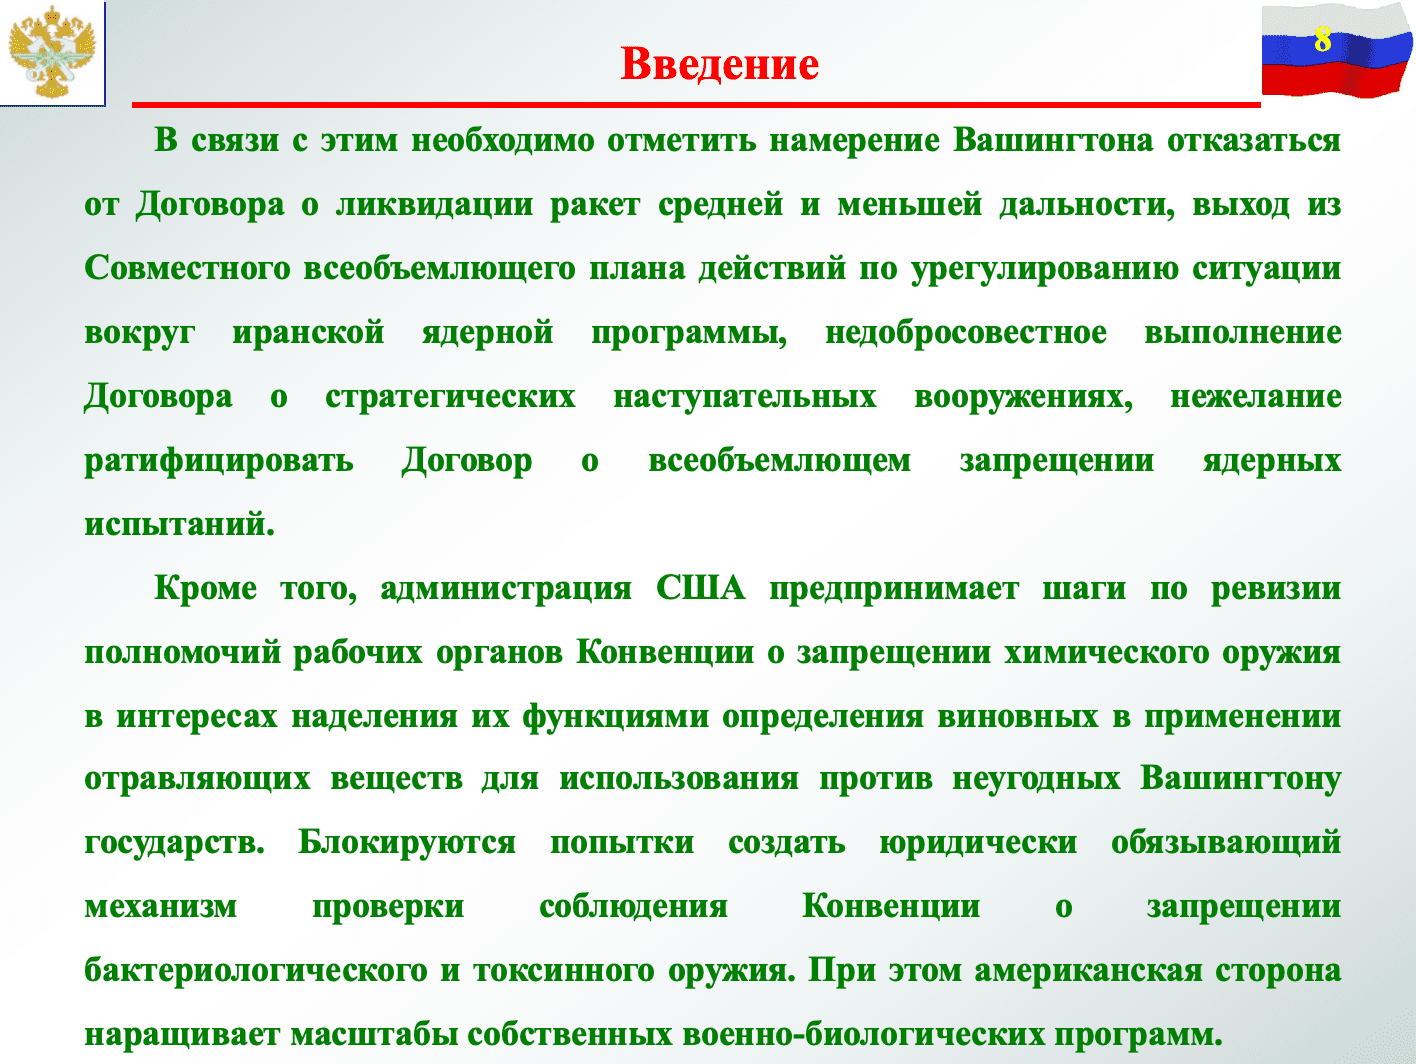 8
Введение
В связи с этим необходимо отметить намерение Вашингтона отказаться
от Договора о ликвидации ракет средней и меньшей дальности, выход из
Совместного всеобъемлющего плана действий по урегулированию ситуации
вокруг иранской ядерной программы, недобросовестное выполнение
Договора о стратегических наступательных вооружениях, нежелание
ратифицировать Договор о всеобъемлющем запрещении ядерных
испытаний.
Кроме того, администрация США предпринимает шаги по ревизии
полномочий рабочих органов Конвенции о запрещении химического оружия
в интересах наделения их функциями определения виновных в применении
отравляющих веществ для использования против неугодных Вашингтону
государств. Блокируются попытки создать юридически обязывающий
механизм проверки соблюдения Конвенции о запрещении
бактериологического и токсинного оружия. При этом американская сторона
наращивает масштабы собственных военно-биологических программ.